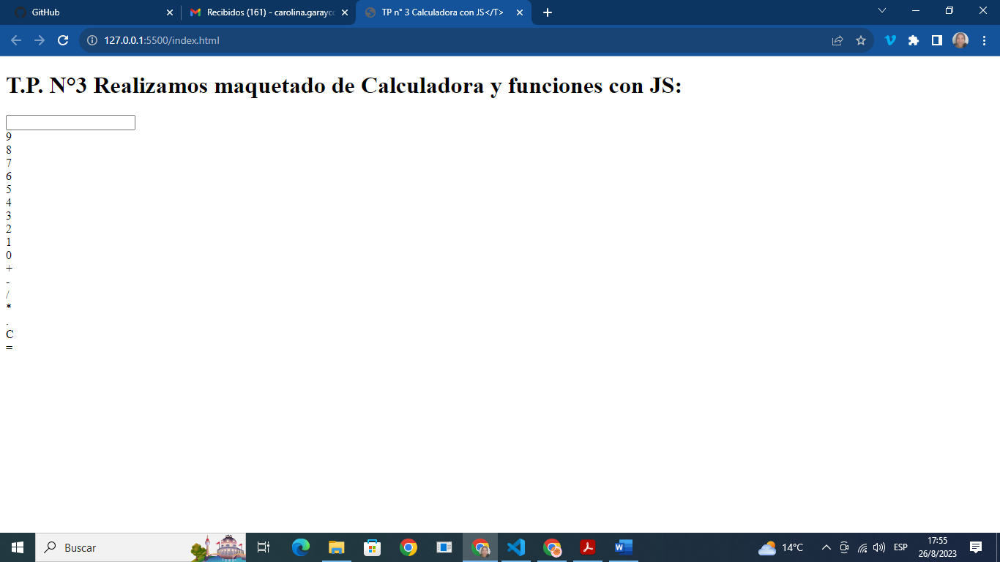 GitHub
Recibidos (161) - carolina.garayco
TP n° 3 Calculadora con JS</T>
127.0.0.1:5500/index.html
T.P. N°3 Realizamos maquetado de Calculadora y funciones con JS:
9
8
7
6
5
4
3
2
1
0
+
-
/
*
.
C
=
Buscar
14°C
ESP
17:55
26/8/2023